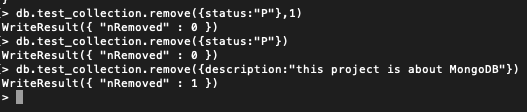 > db.test_collection.remove({status:"P"},1)
WriteResult({ "nRemoved" : 0 })
> db.test_collection.remove({status:"P"})
WriteResult({ "nRemoved" : 0 })
> db.test_collection.remove({description:"this project is about MongoDB"})
WriteResult({ "nRemoved" : 1 })
>